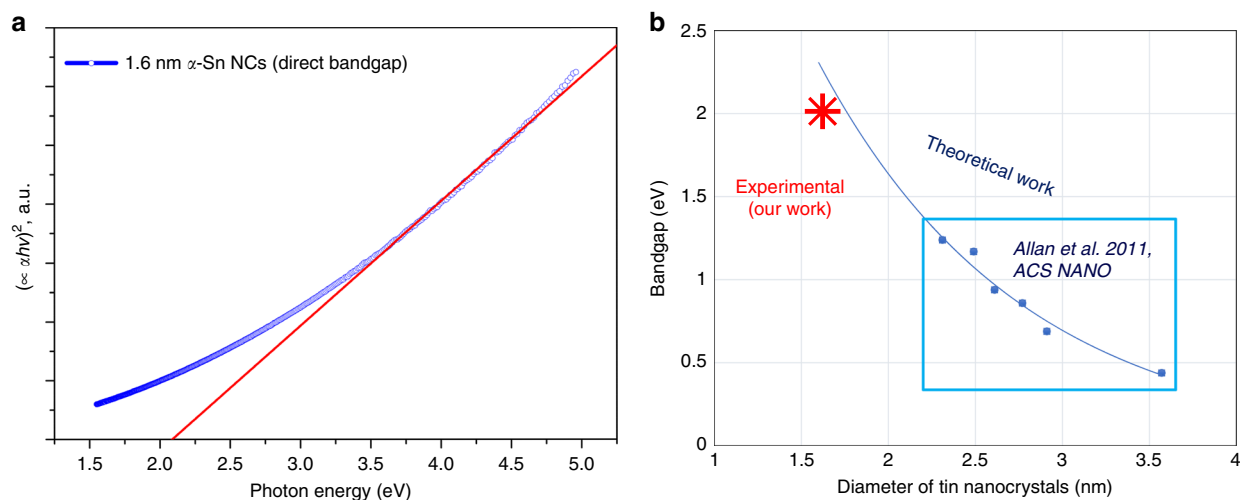 a
1.6 nm α-Sn NCs (direct bandgap)
(∝ αhν)², a.u.
1.5 2.0 2.5 3.0 3.5 4.0 4.5 5.0
Photon energy (eV)
b
2.5
2
1.5
1
0.5
0
Bandgap (eV)
Theoretical work
Experimental
(our work)
Allan et al. 2011,
ACS NANO
1 1.5 2 2.5 3 3.5 4
Diameter of tin nanocrystals (nm)